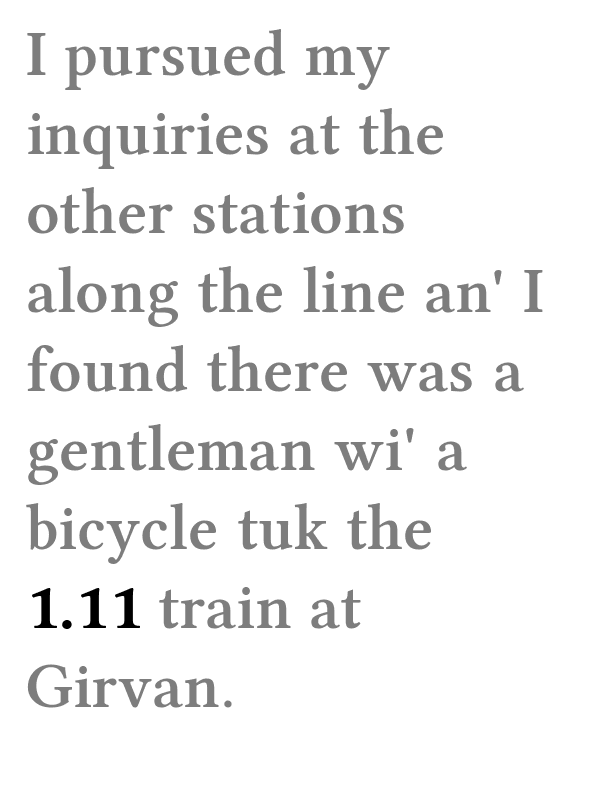 I pursued my
inquiries at the
other stations
along the line an' I
found there was a
gentleman wi' a
bicycle tuk the
1.11 train at
Girvan.